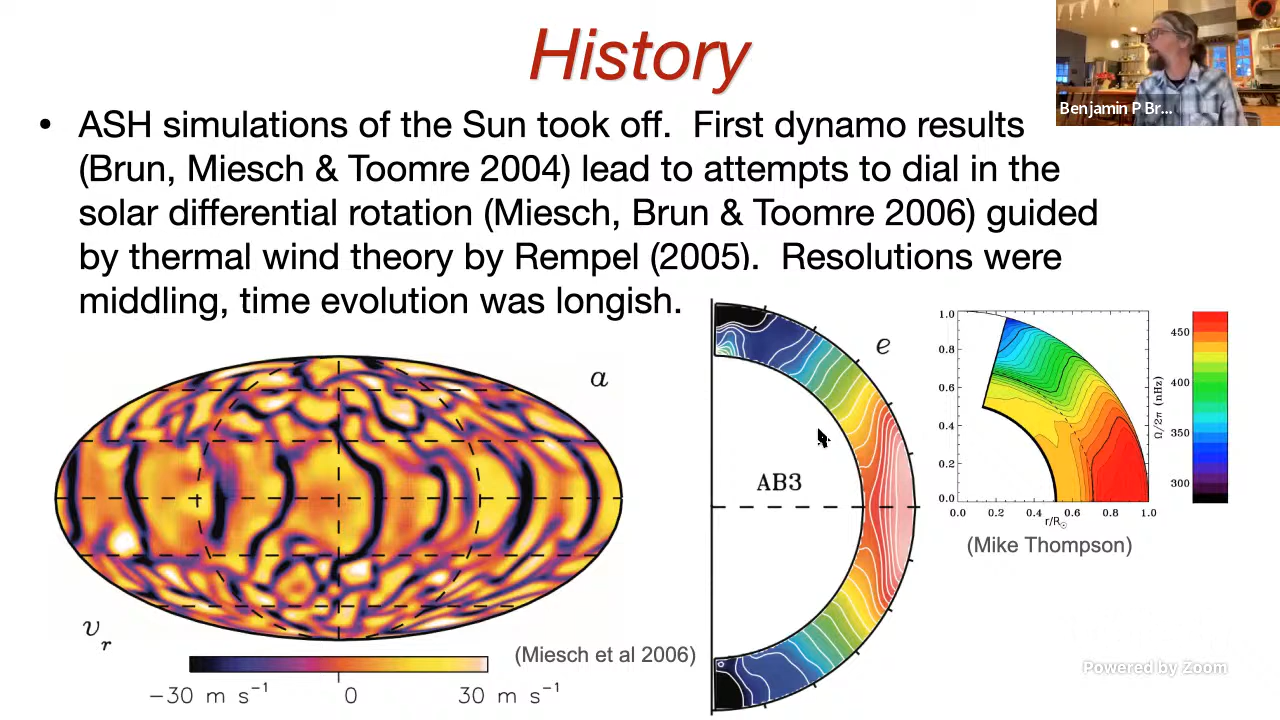 History
Benjamin P Br...
• ASH simulations of the Sun took off. First dynamo results
(Brun, Miesch & Toomre 2004) lead to attempts to dial in the
solar differential rotation (Miesch, Brun & Toomre 2006) guided
by thermal wind theory by Rempel (2005). Resolutions were
middling, time evolution was longish.
a
v_r
−30 m s⁻¹ 0 30 m s⁻¹
(Miesch et al 2006)
e
AB3
1.0
0.8
0.6
0.4
0.2
0.0
0.0 0.2 0.4 0.6 0.8 1.0
r/R☉
450
400
350
300
Ω/2π (nHz)
(Mike Thompson)
Powered by Zoom